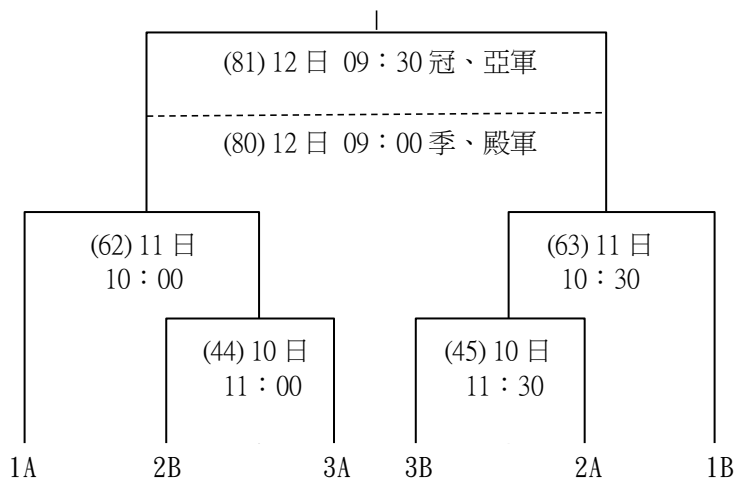 (81) 12 日 09：30 冠、亞軍
(80) 12 日 09：00 季、殿軍
(62) 11 日
10：00
(63) 11 日
10：30
(44) 10 日
11：00
(45) 10 日
11：30
1A 2B 3A 3B 2A 1B